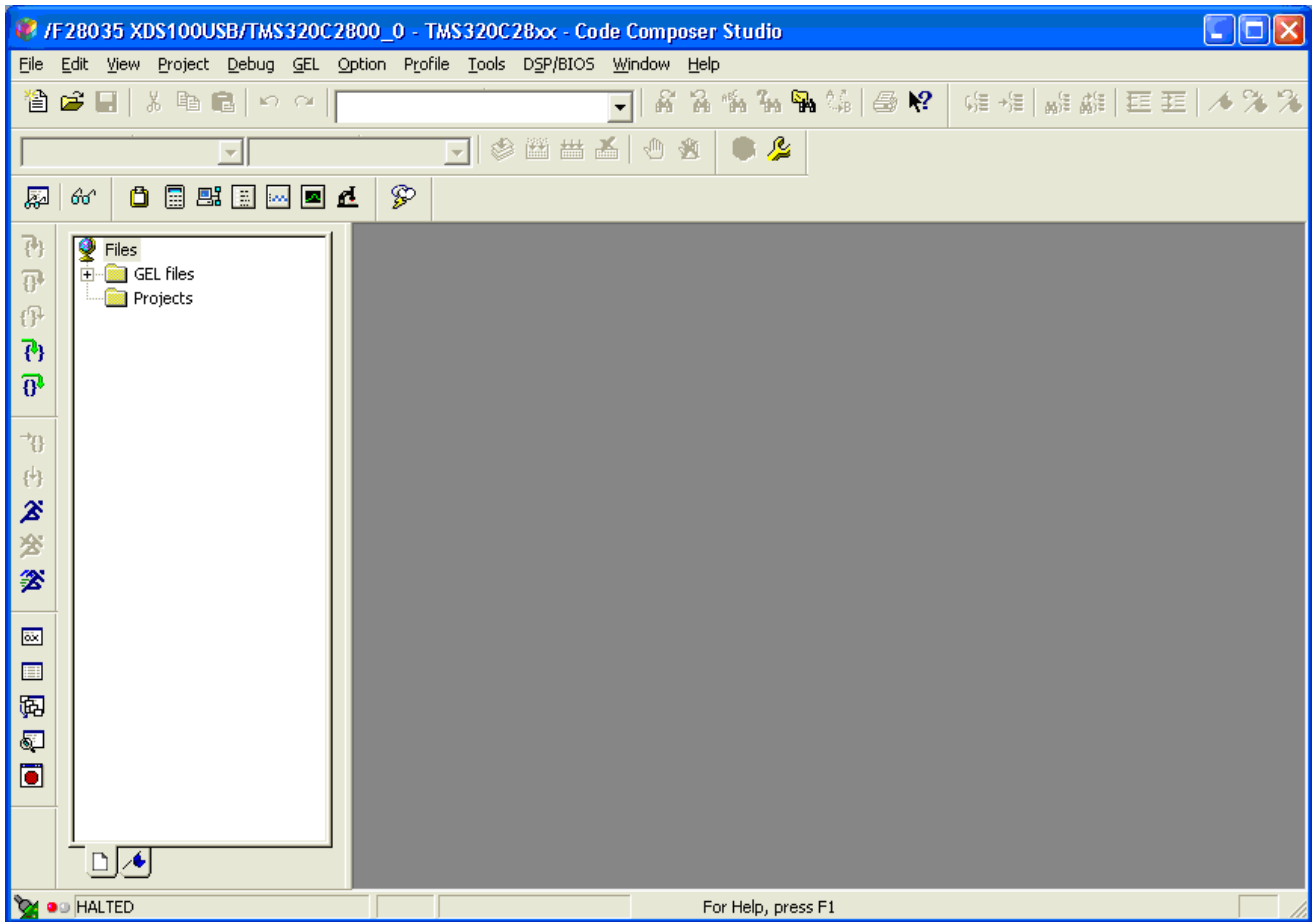 /F28035 XDS100USB/TMS320C2800_0 - TMS320C28xx - Code Composer Studio
File Edit View Project Debug GEL Option Profile Tools DSP/BIOS Window Help
Files
GEL files
Projects
HALTED
For Help, press F1